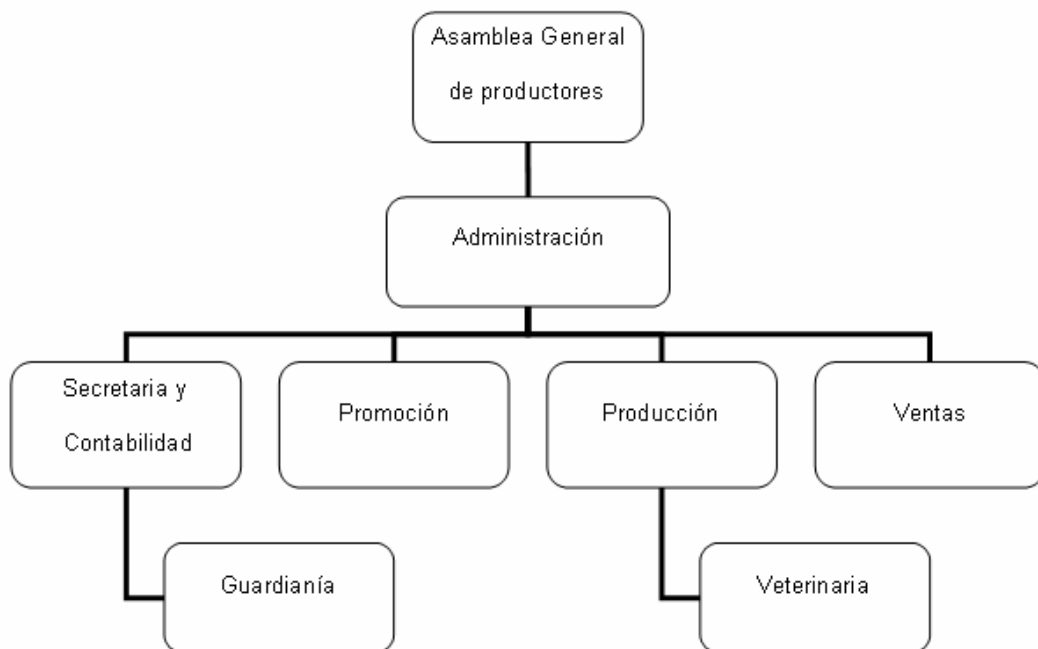 Asamblea General
de productores
Administración
Secretaria y
Contabilidad
Promoción
Producción
Ventas
Guardianía
Veterinaria